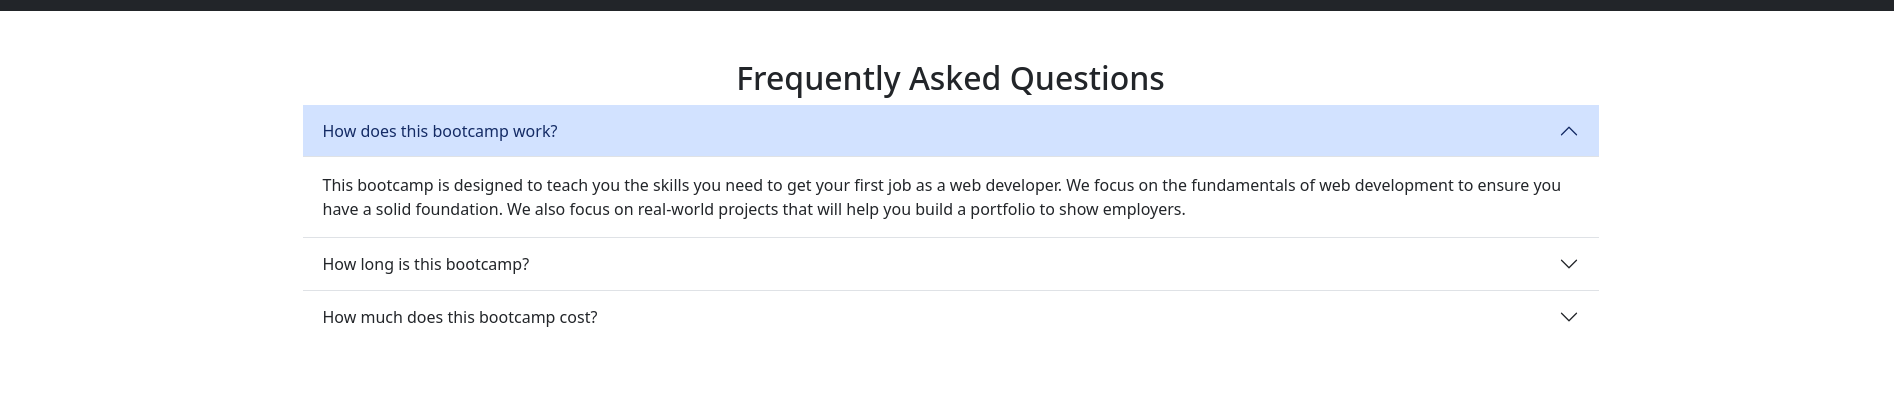 Frequently Asked Questions
How does this bootcamp work?
This bootcamp is designed to teach you the skills you need to get your first job as a web developer. We focus on the fundamentals of web development to ensure you
have a solid foundation. We also focus on real-world projects that will help you build a portfolio to show employers.
How long is this bootcamp?
How much does this bootcamp cost?